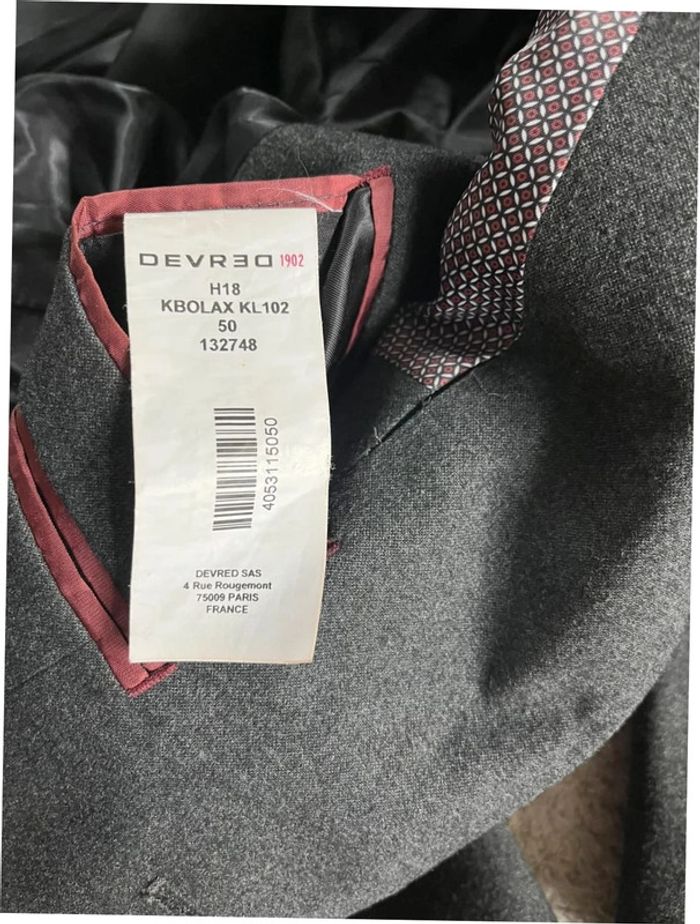 DEVRED 1902
H18
KBOLAX KL102
50
132748
4053115050
DEVRED SAS
4 Rue Rougemont
75009 PARIS
FRANCE